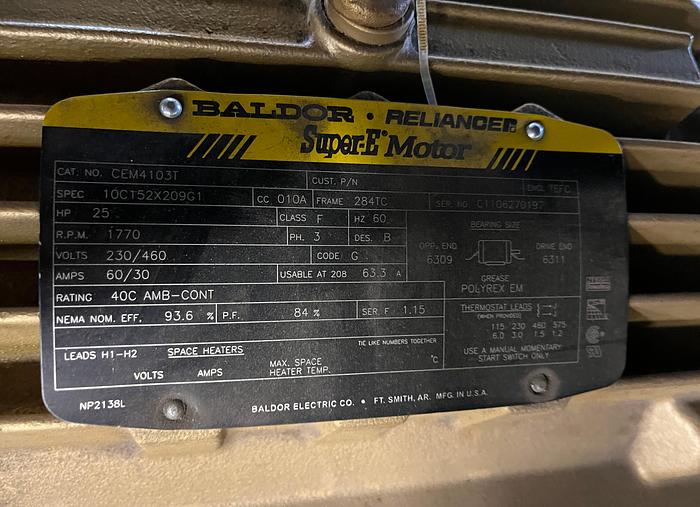 BALDOR • RELIANCER
Super-E® Motor
CAT. NO. CEM4103T CUST. P/N ENCL. TEFC
SPEC 10C152X209G1 CC 010A FRAME 284TC SER. NO. C1106270197
HP 25 CLASS F HZ 60 BEARING SIZE
R.P.M. 1770 PH. 3 DES. B OPP. END 6309 DRIVE END 6311
VOLTS 230/460 CODE G
AMPS 60/30 USABLE AT 208 63.3 A GREASE
RATING 40C AMB-CONT POLYREX EM
NEMA NOM. EFF. 93.6 % P.F. 84 % SER. F 1.15 THERMOSTAT LEADS
(WHEN PROVIDED)
TIE LIKE NUMBERS TOGETHER 115 230 460 575
6.0 3.0 1.5 1.2
LEADS H1-H2 SPACE HEATERS USE A MANUAL MOMENTARY
START SWITCH ONLY
VOLTS AMPS MAX. SPACE HEATER TEMP. °C
NP2138L BALDOR ELECTRIC CO. • FT. SMITH, AR. MFG. IN U.S.A.